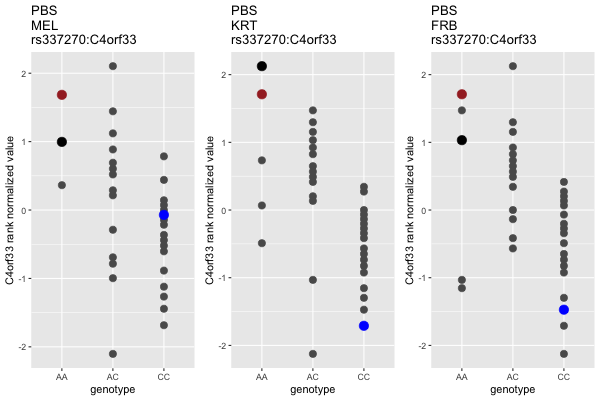 PBS
MEL
rs337270:C4orf33
C4orf33 rank normalized value
2
1
0
-1
-2
AA AC CC
genotype
PBS
KRT
rs337270:C4orf33
C4orf33 rank normalized value
2
1
0
-1
-2
AA AC CC
genotype
PBS
FRB
rs337270:C4orf33
C4orf33 rank normalized value
2
1
0
-1
-2
AA AC CC
genotype